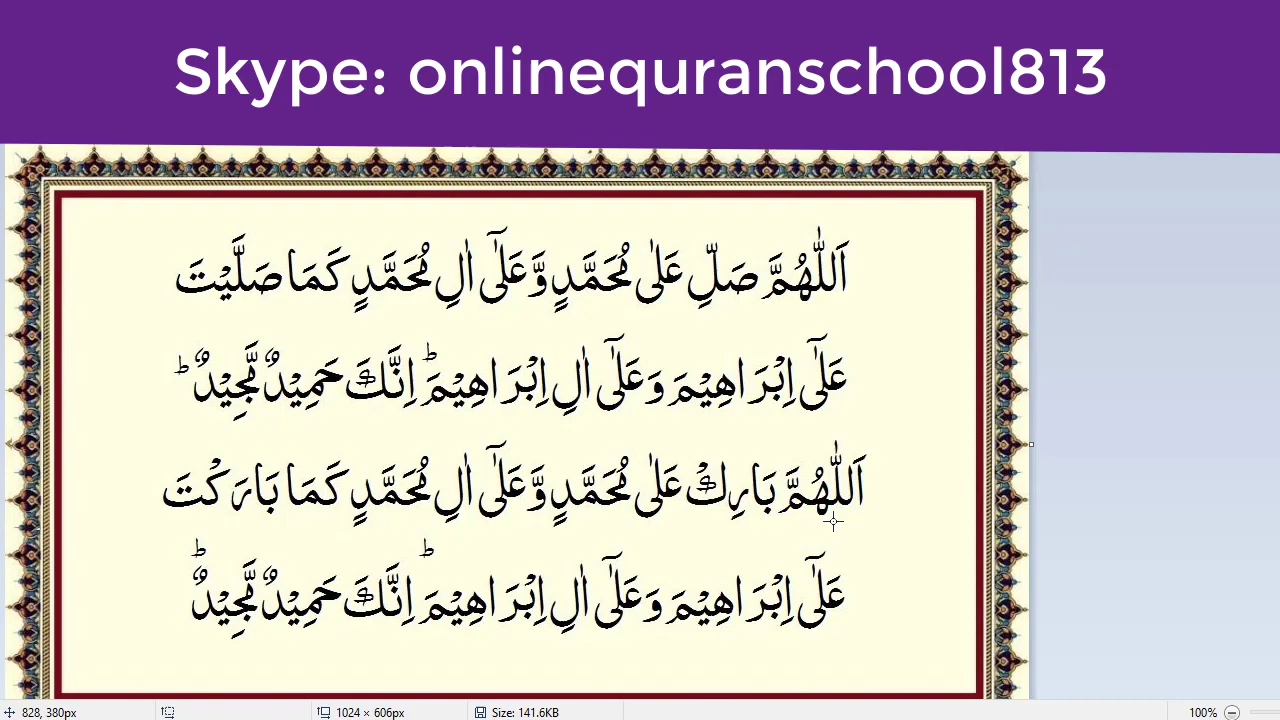 Skype: onlinequranschool813
اَللّٰهُمَّ صَلِّ عَلٰى مُحَمَّدٍ وَّعَلٰٓى اٰلِ مُحَمَّدٍ كَمَا صَلَّيْتَ
عَلٰٓى اِبْرَاهِيْمَ وَعَلٰٓى اٰلِ اِبْرَاهِيْمَ ؕ اِنَّكَ حَمِيْدٌ مَّجِيْدٌ ؕ
اَللّٰهُمَّ بَارِكْ عَلٰى مُحَمَّدٍ وَّعَلٰٓى اٰلِ مُحَمَّدٍ كَمَا بَارَكْتَ
عَلٰٓى اِبْرَاهِيْمَ وَعَلٰٓى اٰلِ اِبْرَاهِيْمَ ؕ اِنَّكَ حَمِيْدٌ مَّجِيْدٌ ؕ
828, 380px 1024 × 606px Size: 141.6KB 100%